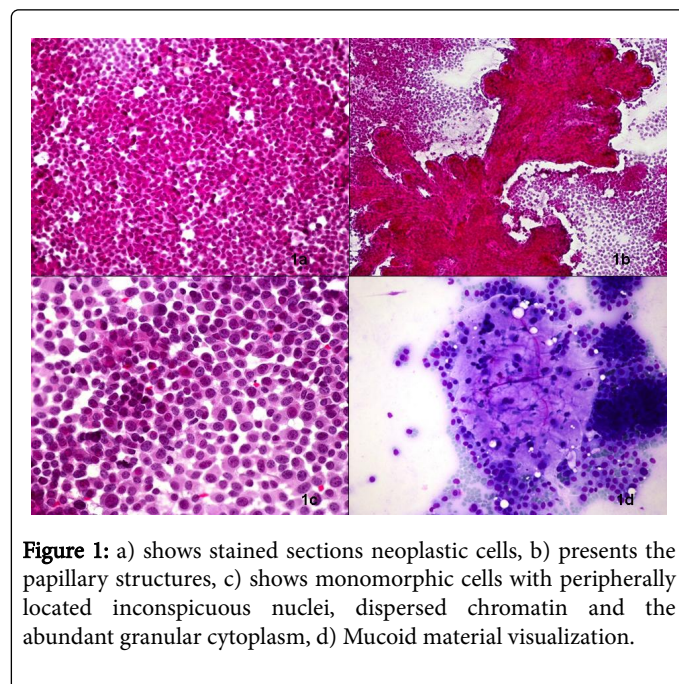 1a
1b
1c
1d
Figure 1: a) shows stained sections neoplastic cells, b) presents the
papillary structures, c) shows monomorphic cells with peripherally
located inconspicuous nuclei, dispersed chromatin and the
abundant granular cytoplasm, d) Mucoid material visualization.